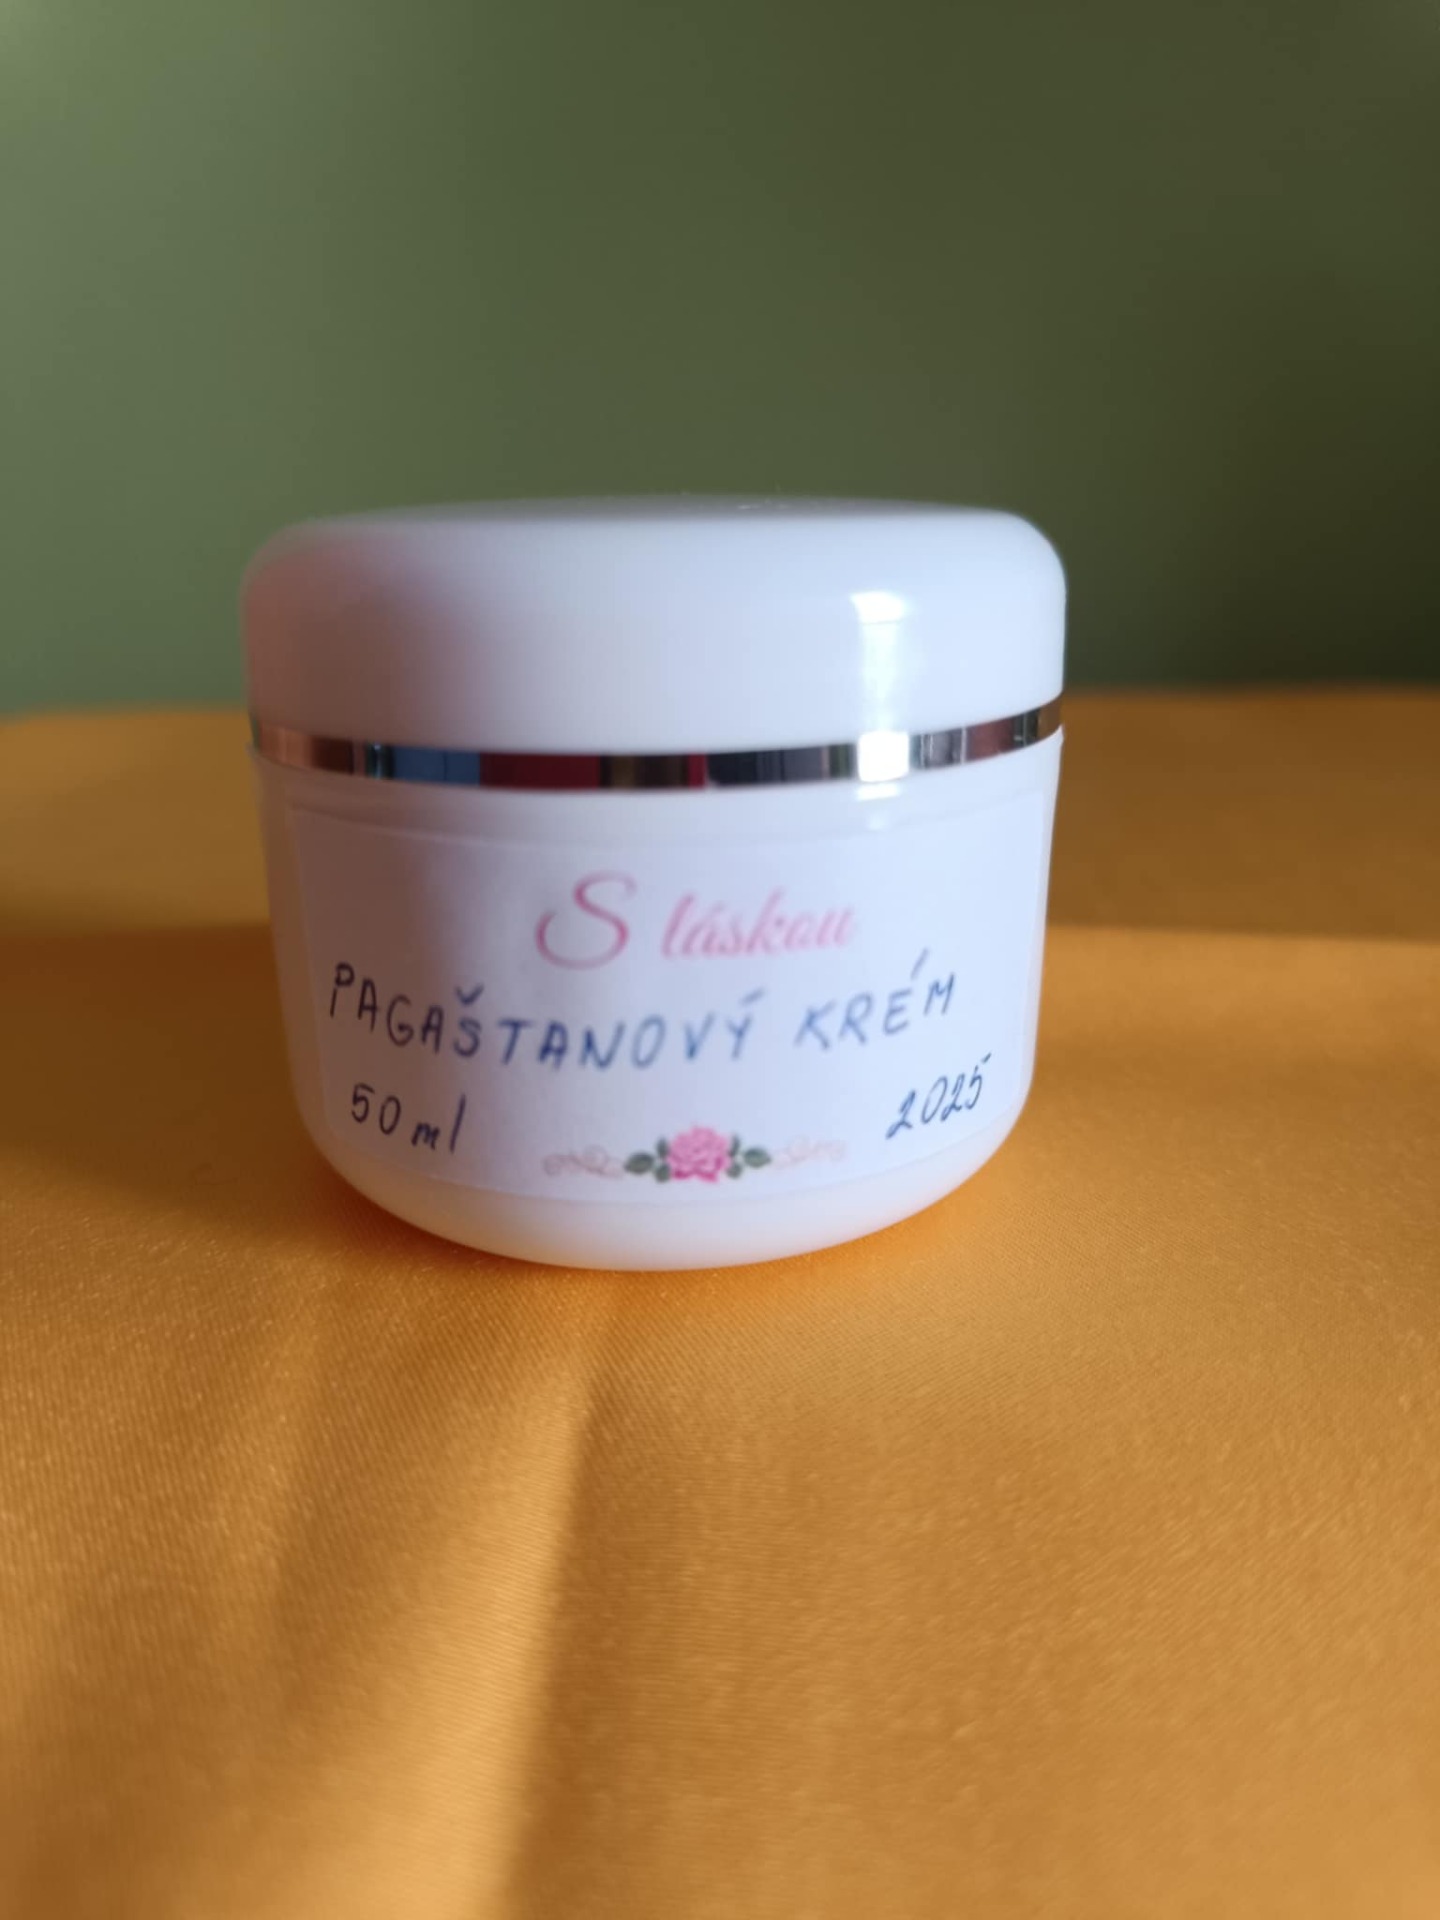 S láskou
PAGAŠTANOVÝ KRÉM
50 ml 2025